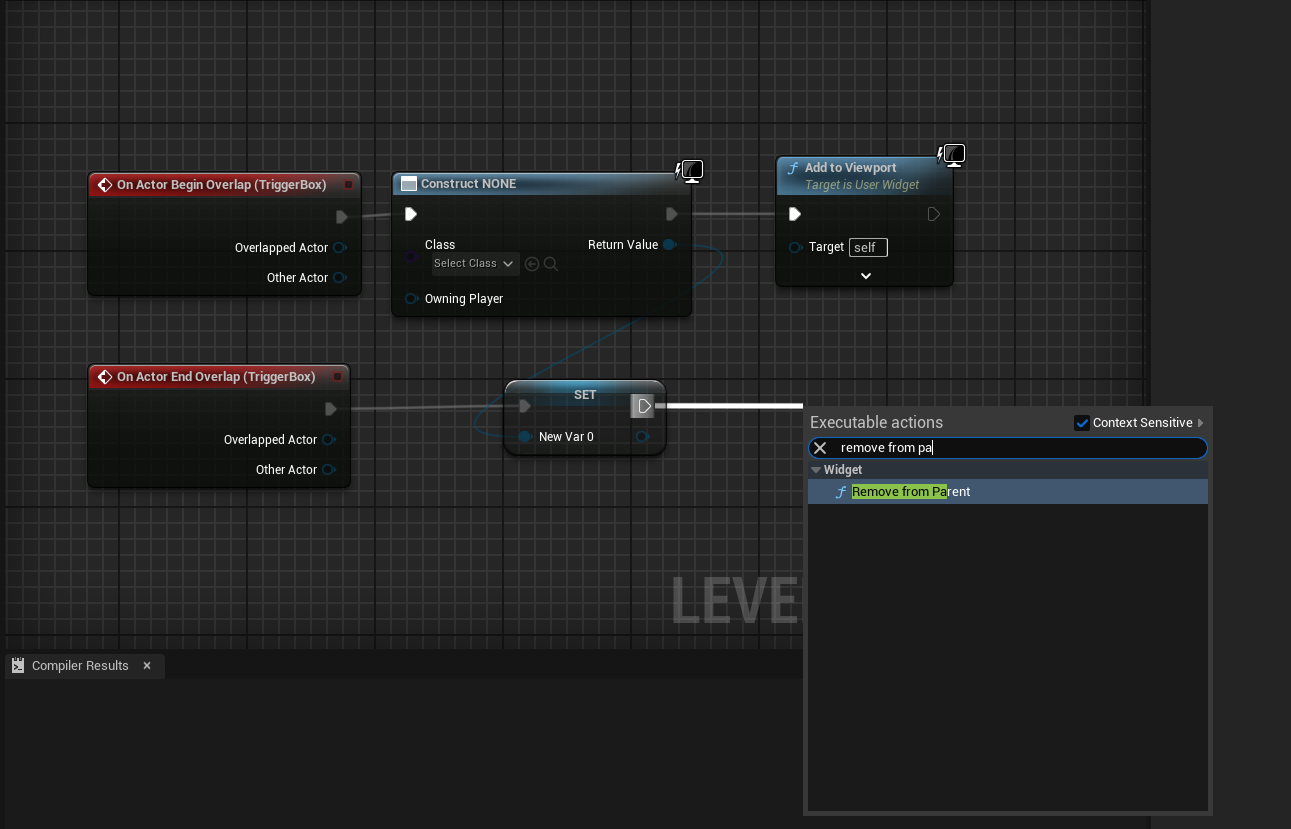 On Actor Begin Overlap (TriggerBox)
Overlapped Actor
Other Actor
Construct NONE
Class
Select Class
Return Value
Owning Player
Add to Viewport
Target is User Widget
Target self
On Actor End Overlap (TriggerBox)
Overlapped Actor
Other Actor
SET
New Var 0
Executable actions
Context Sensitive
remove from pa
Widget
Remove from Parent
LEVE
Compiler Results